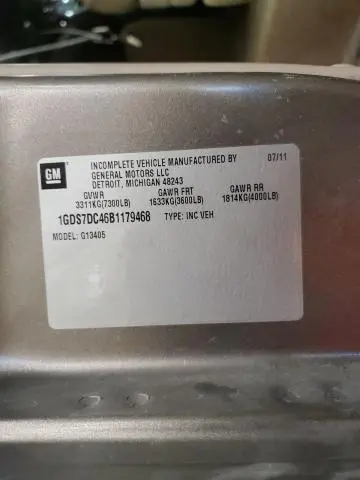 GM
INCOMPLETE VEHICLE MANUFACTURED BY 07/11
GENERAL MOTORS LLC
DETROIT, MICHIGAN 48243
GVWR GAWR FRT GAWR RR
3311KG(7300LB) 1633KG(3600LB) 1814KG(4000LB)
1GDS7DC46B1179468 TYPE: INC VEH
MODEL: G13405